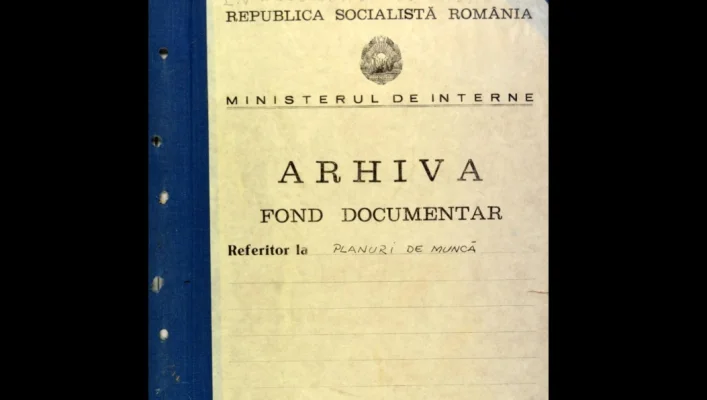 REPUBLICA SOCIALISTĂ ROMÂNIA
MINISTERUL DE INTERNE
ARHIVA
FOND DOCUMENTAR
Referitor la PLANURI DE MUNCĂ